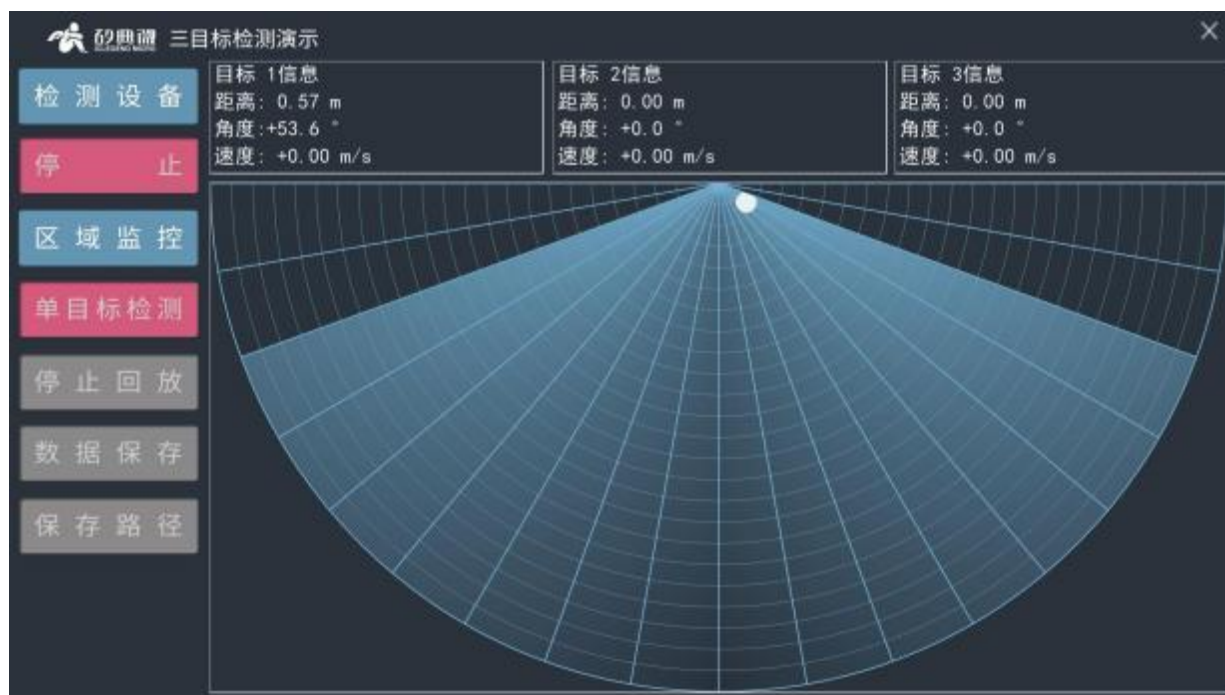 矽典微 三目标检测演示
检测设备
停止
区域监控
单目标检测
停止回放
数据保存
保存路径
目标 1信息
距离: 0.57 m
角度:+53.6 °
速度: +0.00 m/s
目标 2信息
距离: 0.00 m
角度: +0.0 °
速度: +0.00 m/s
目标 3信息
距离: 0.00 m
角度: +0.0 °
速度: +0.00 m/s